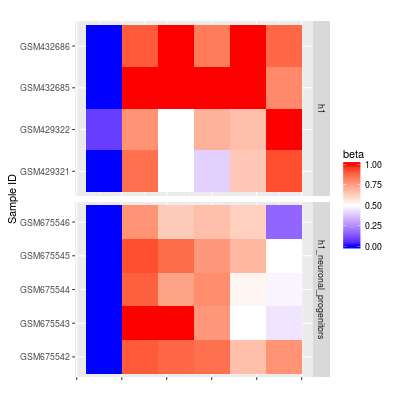 GSM432686
GSM432685
GSM429322
GSM429321
h1
GSM675546
GSM675545
GSM675544
GSM675543
GSM675542
h1_neuronal_progenitors
Sample ID
beta
1.00
0.75
0.50
0.25
0.00